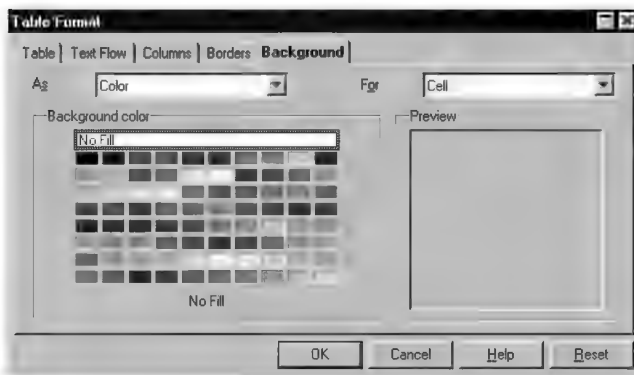 Table Format
Table Text Flow Columns Borders Background
As Color For Cell
Background color Preview
No Fill
No Fill
OK Cancel Help Reset